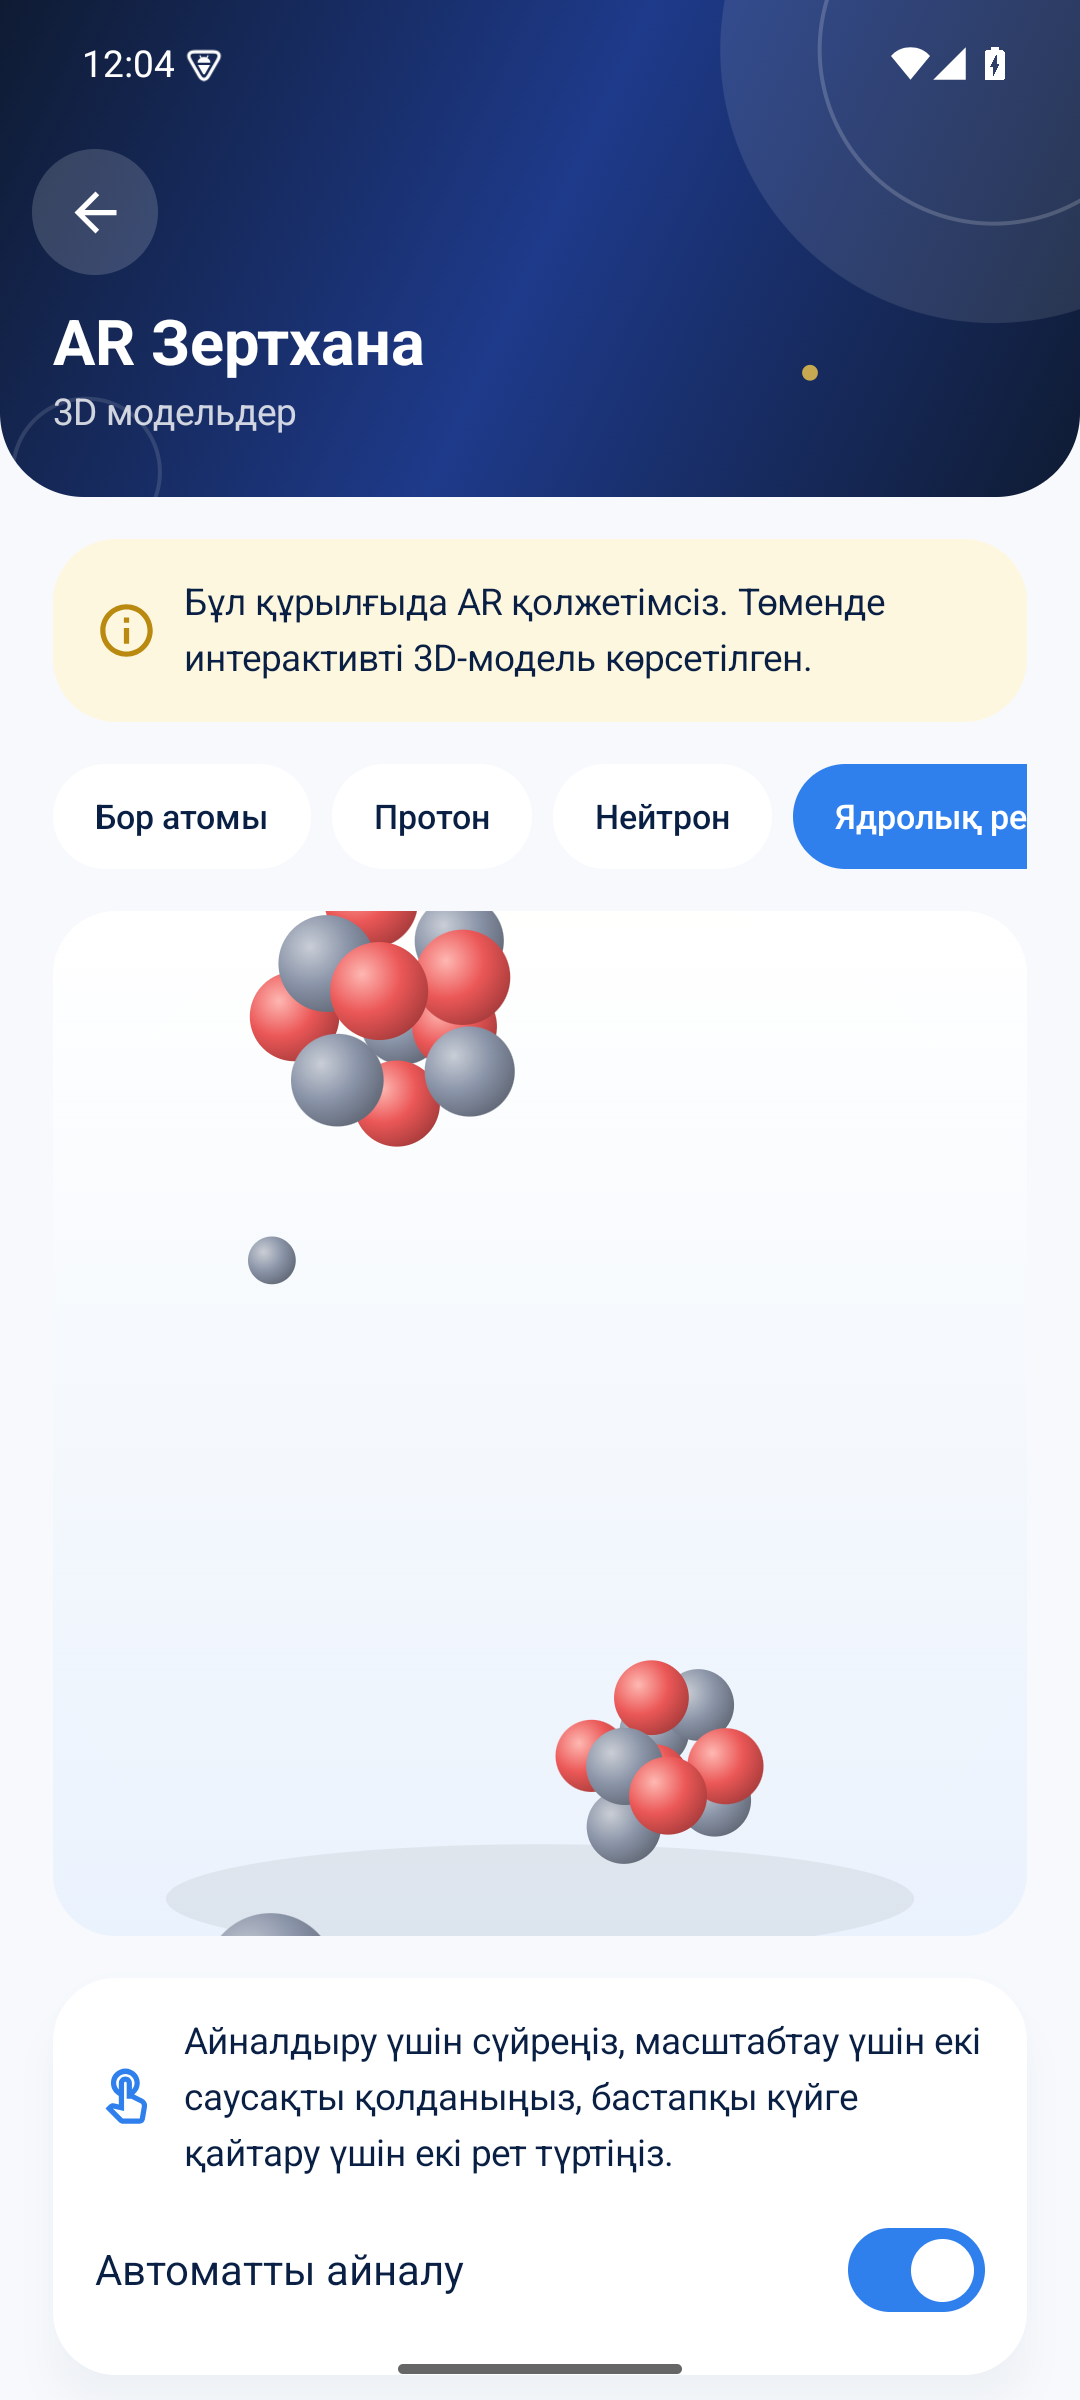 12:04
AR Зертхана
3D модельдер
Бұл құрылғыда AR қолжетімсіз. Төменде
интерактивті 3D-модель көрсетілген.
Бор атомы
Протон
Нейтрон
Ядролық ре
Айналдыру үшін сүйреңіз, масштабтау үшін екі
саусақты қолданыңыз, бастапқы күйге
қайтару үшін екі рет түртіңіз.
Автоматты айналу